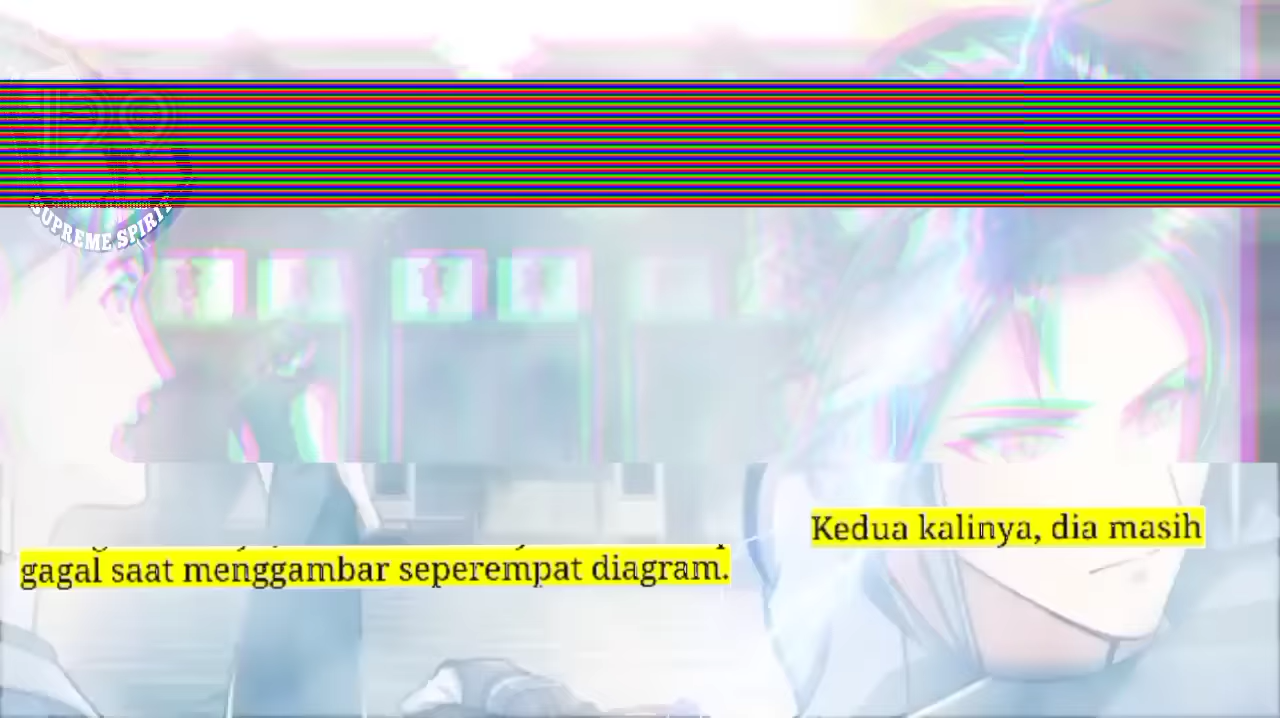 SUPREME SPIRIT
Kedua kalinya, dia masih
gagal saat menggambar seperempat diagram.